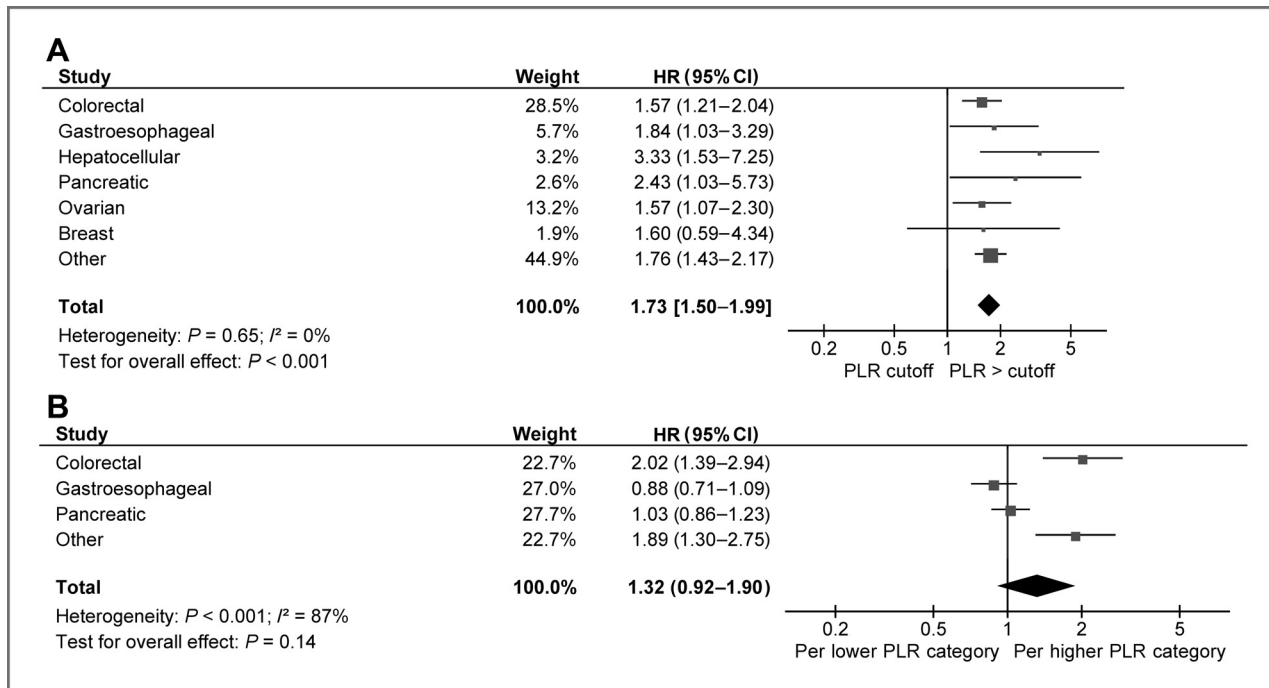 A
Study Weight HR (95% CI)
Colorectal 28.5% 1.57 (1.21–2.04)
Gastroesophageal 5.7% 1.84 (1.03–3.29)
Hepatocellular 3.2% 3.33 (1.53–7.25)
Pancreatic 2.6% 2.43 (1.03–5.73)
Ovarian 13.2% 1.57 (1.07–2.30)
Breast 1.9% 1.60 (0.59–4.34)
Other 44.9% 1.76 (1.43–2.17)
Total 100.0% 1.73 [1.50–1.99]
Heterogeneity: P = 0.65; I² = 0%
Test for overall effect: P < 0.001
0.2 0.5 1 2 5
PLR cutoff PLR > cutoff
B
Study Weight HR (95% CI)
Colorectal 22.7% 2.02 (1.39–2.94)
Gastroesophageal 27.0% 0.88 (0.71–1.09)
Pancreatic 27.7% 1.03 (0.86–1.23)
Other 22.7% 1.89 (1.30–2.75)
Total 100.0% 1.32 (0.92–1.90)
Heterogeneity: P < 0.001; I² = 87%
Test for overall effect: P = 0.14
0.2 0.5 1 2 5
Per lower PLR category Per higher PLR category